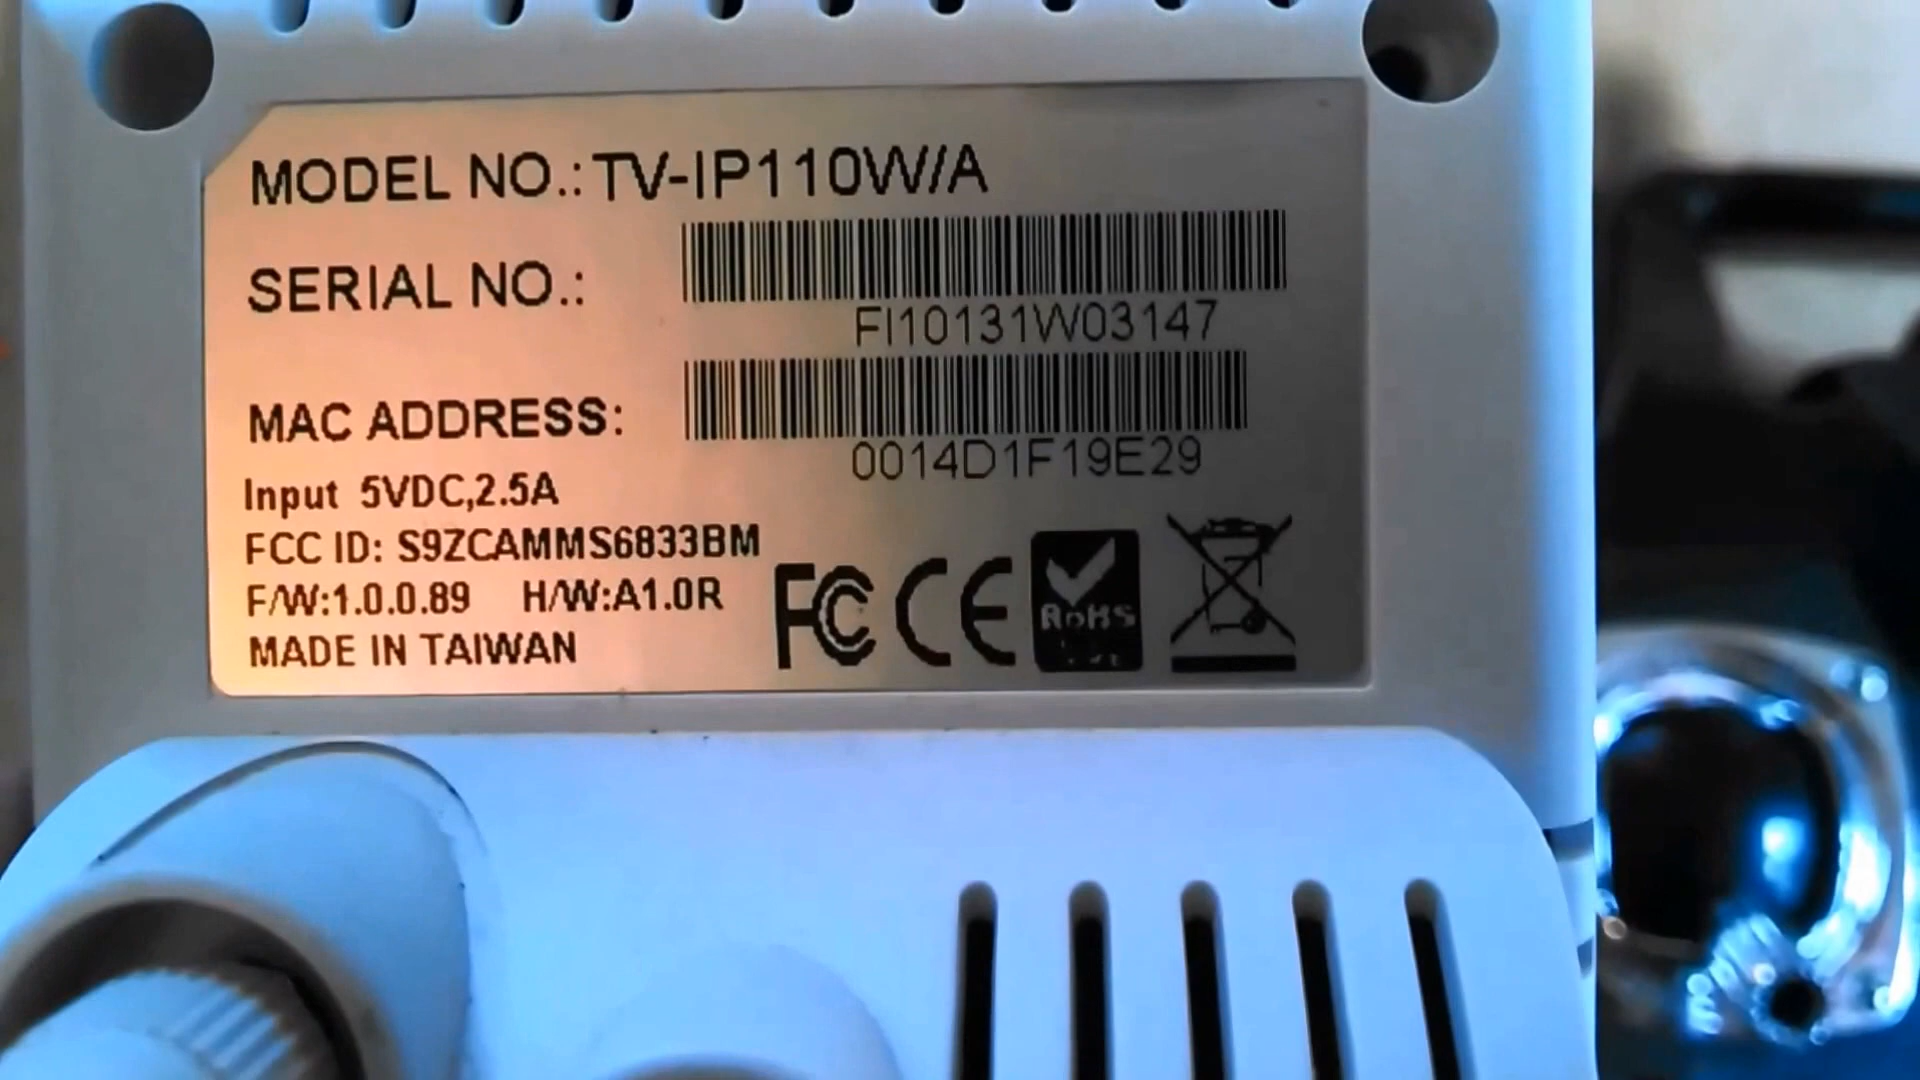 MODEL NO.: TV-IP110W/A
SERIAL NO.:
FI10131W03147
MAC ADDRESS:
0014D1F19E29
Input 5VDC,2.5A
FCC ID: S9ZCAMMS6833BM
F/W:1.0.0.89 H/W:A1.0R
MADE IN TAIWAN
FC CE RoHS